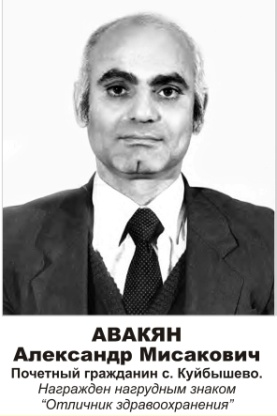 АВАКЯН
Александр Мисакович
Почетный гражданин с. Куйбышево.
Награжден нагрудным знаком
“Отличник здравоохранения”